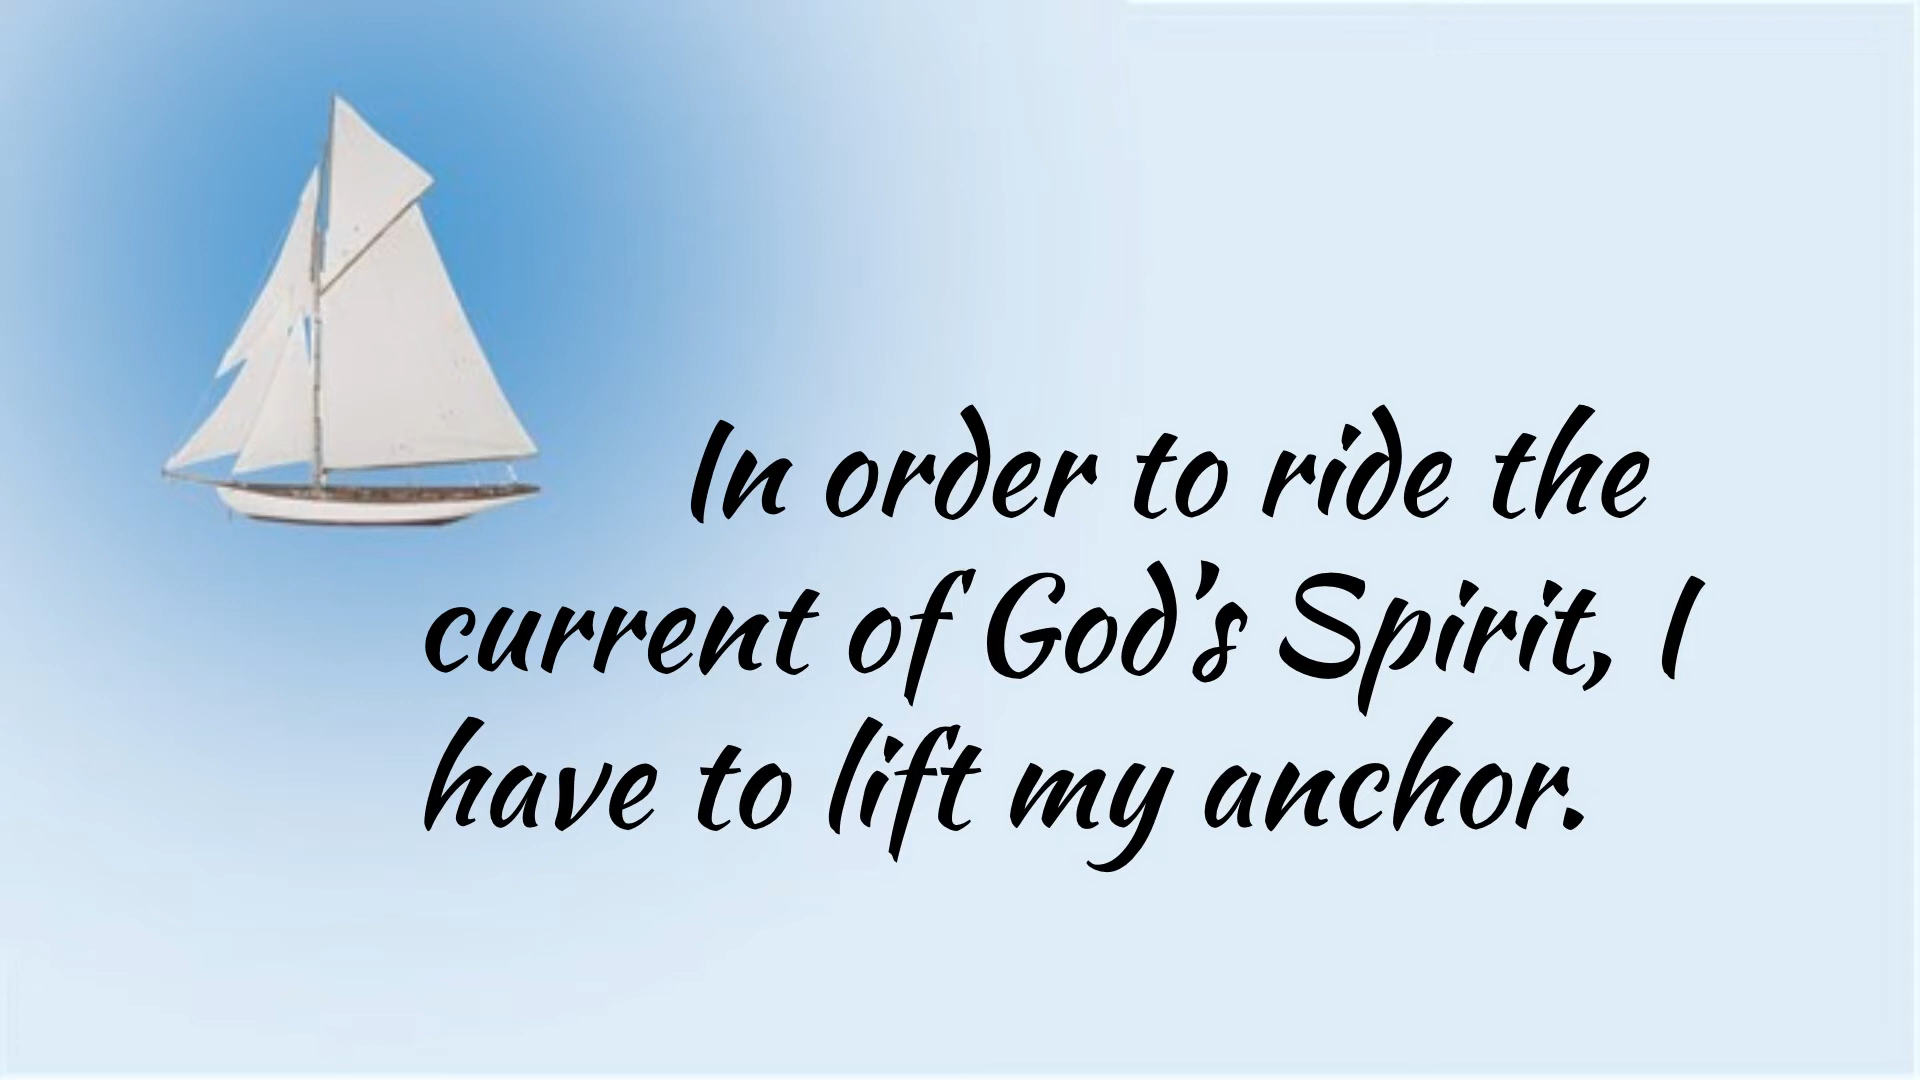 In order to ride the
current of God's Spirit, I
have to lift my anchor.